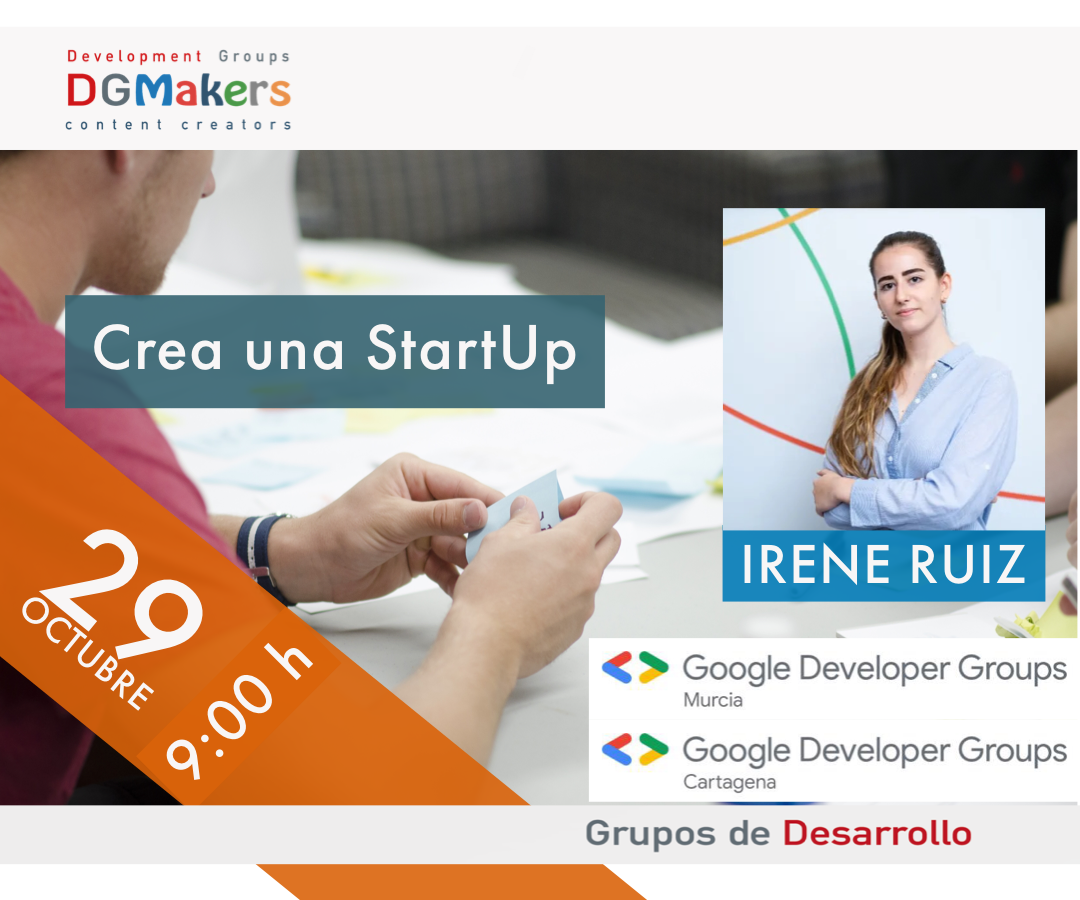 Development Groups
DGMakers
content creators
Crea una StartUp
IRENE RUIZ
29
OCTUBRE
9:00 h
Google Developer Groups
Murcia
Google Developer Groups
Cartagena
Grupos de Desarrollo